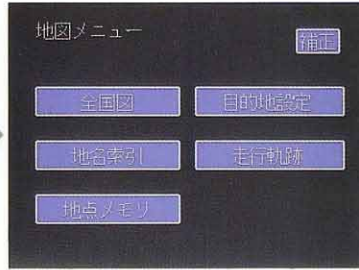 地図メニュー
補正
全国図
目的地設定
地名索引
走行軌跡
地点メモリ